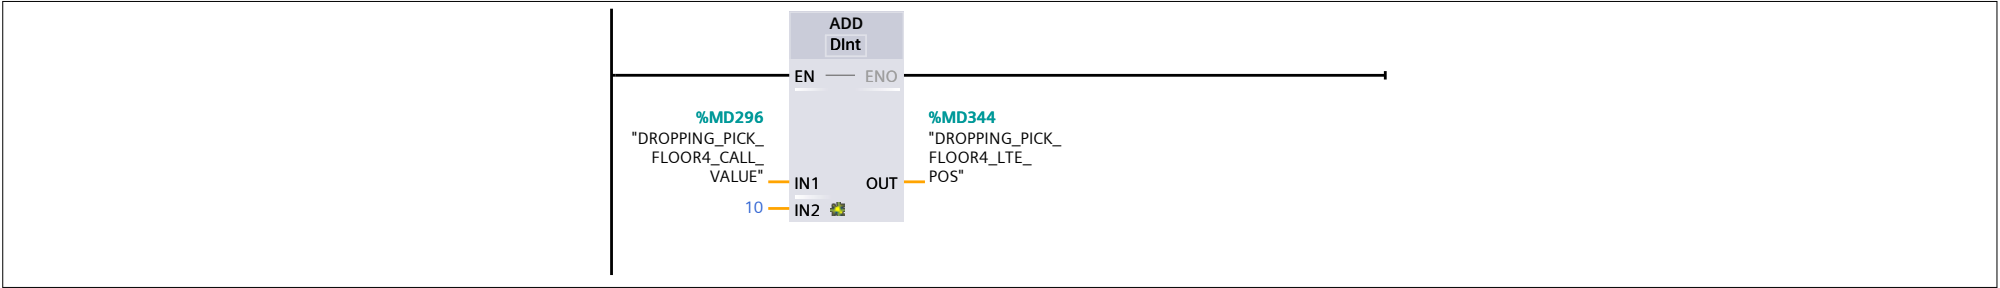 ADD
DInt
EN
ENO
%MD296
"DROPPING_PICK_
FLOOR4_CALL_
VALUE"
IN1
10
IN2
%MD344
"DROPPING_PICK_
FLOOR4_LTE_
POS"
OUT